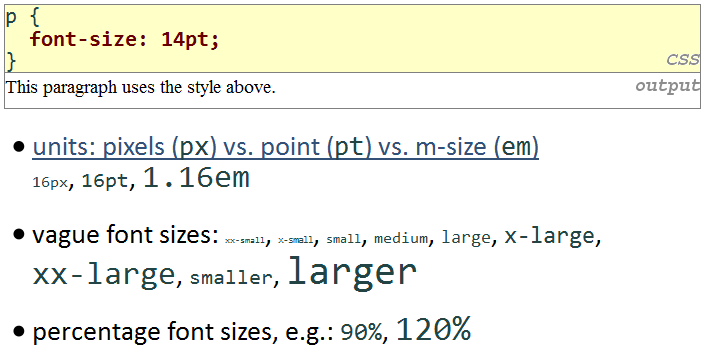 p {
font-size: 14pt;
}
CSS
This paragraph uses the style above.
output
● units: pixels (px) vs. point (pt) vs. m-size (em)
16px, 16pt, 1.16em
● vague font sizes: xx-small, x-small, small, medium, large, x-large,
xx-large, smaller, larger
● percentage font sizes, e.g.: 90%, 120%